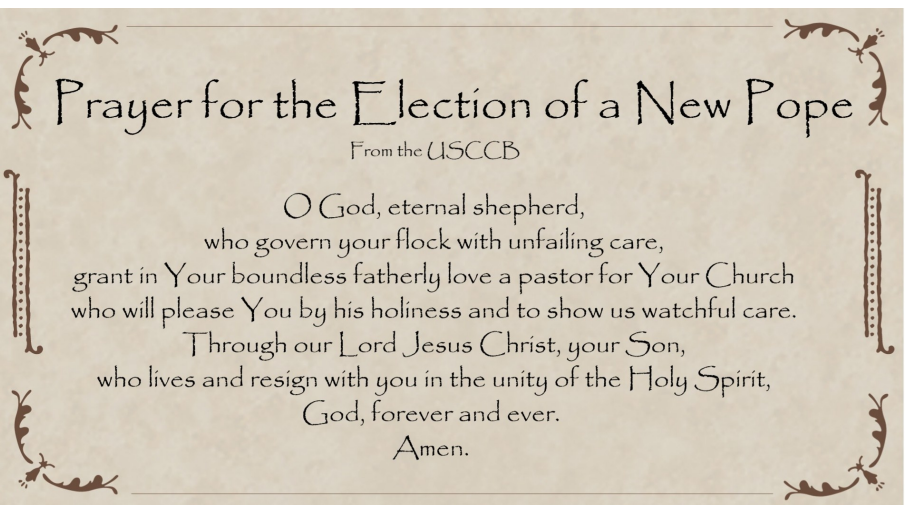 Prayer for the Election of a New Pope
From the USCCB
O God, eternal shepherd,
who govern your flock with unfailing care,
grant in Your boundless fatherly love a pastor for Your Church
who will please You by his holiness and to show us watchful care.
Through our Lord Jesus Christ, your Son,
who lives and resign with you in the unity of the Holy Spirit,
God, forever and ever.
Amen.